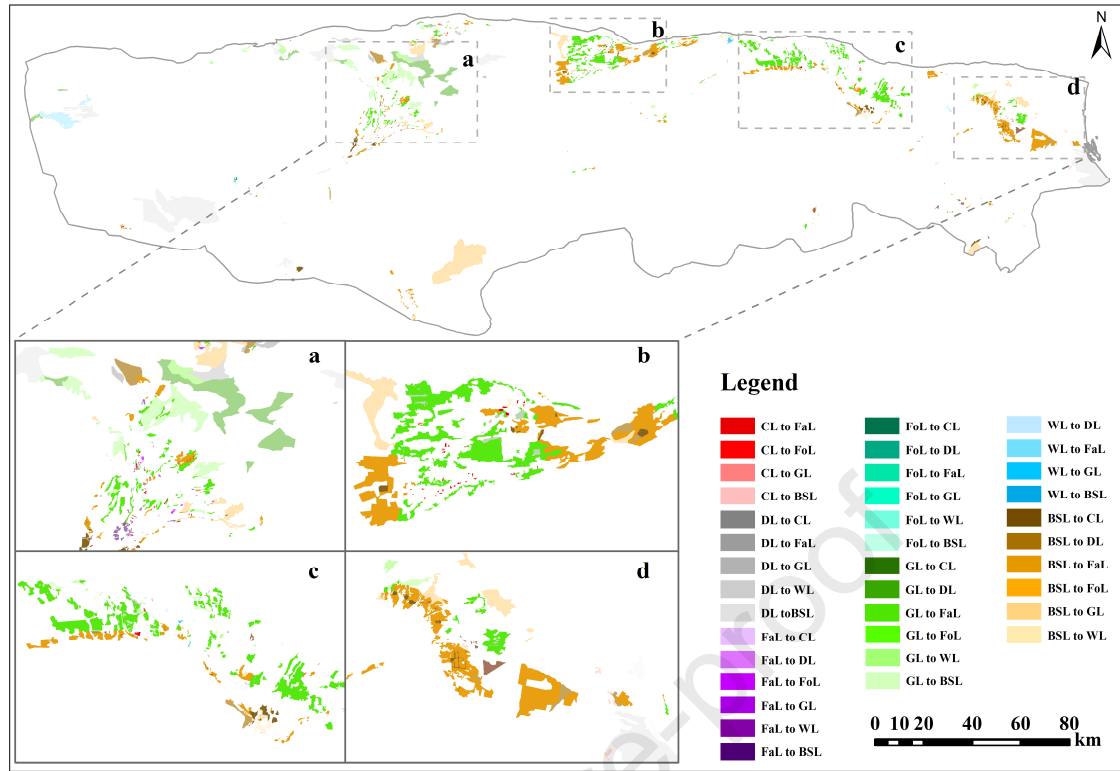 N
a
b
c
d
a
b
c
d
Legend
CL to FaL
CL to FoL
CL to GL
CL to BSL
DL to CL
DL to FaL
DL to GL
DL to WL
DL toBSL
FaL to CL
FaL to DL
FaL to FoL
FaL to GL
FaL to WL
FaL to BSL
FoL to CL
FoL to DL
FoL to FaL
FoL to GL
FoL to WL
FoL to BSL
GL to CL
GL to DL
GL to FaL
GL to FoL
GL to WL
GL to BSL
WL to DL
WL to FaL
WL to GL
WL to BSL
BSL to CL
BSL to DL
BSL to FaL
BSL to FoL
BSL to GL
BSL to WL
0 10 20 40 60 80
km
re-proof